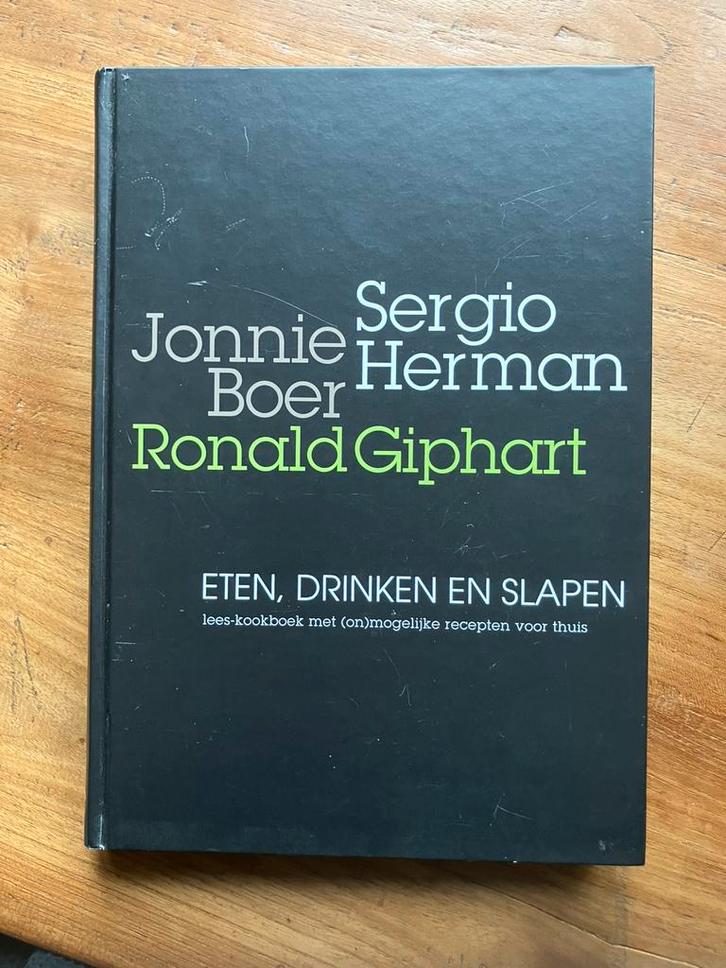 Jonnie
Boer
Sergio
Herman
Ronald Giphart
ETEN, DRINKEN EN SLAPEN
lees-kookboek met (on)mogelijke recepten voor thuis